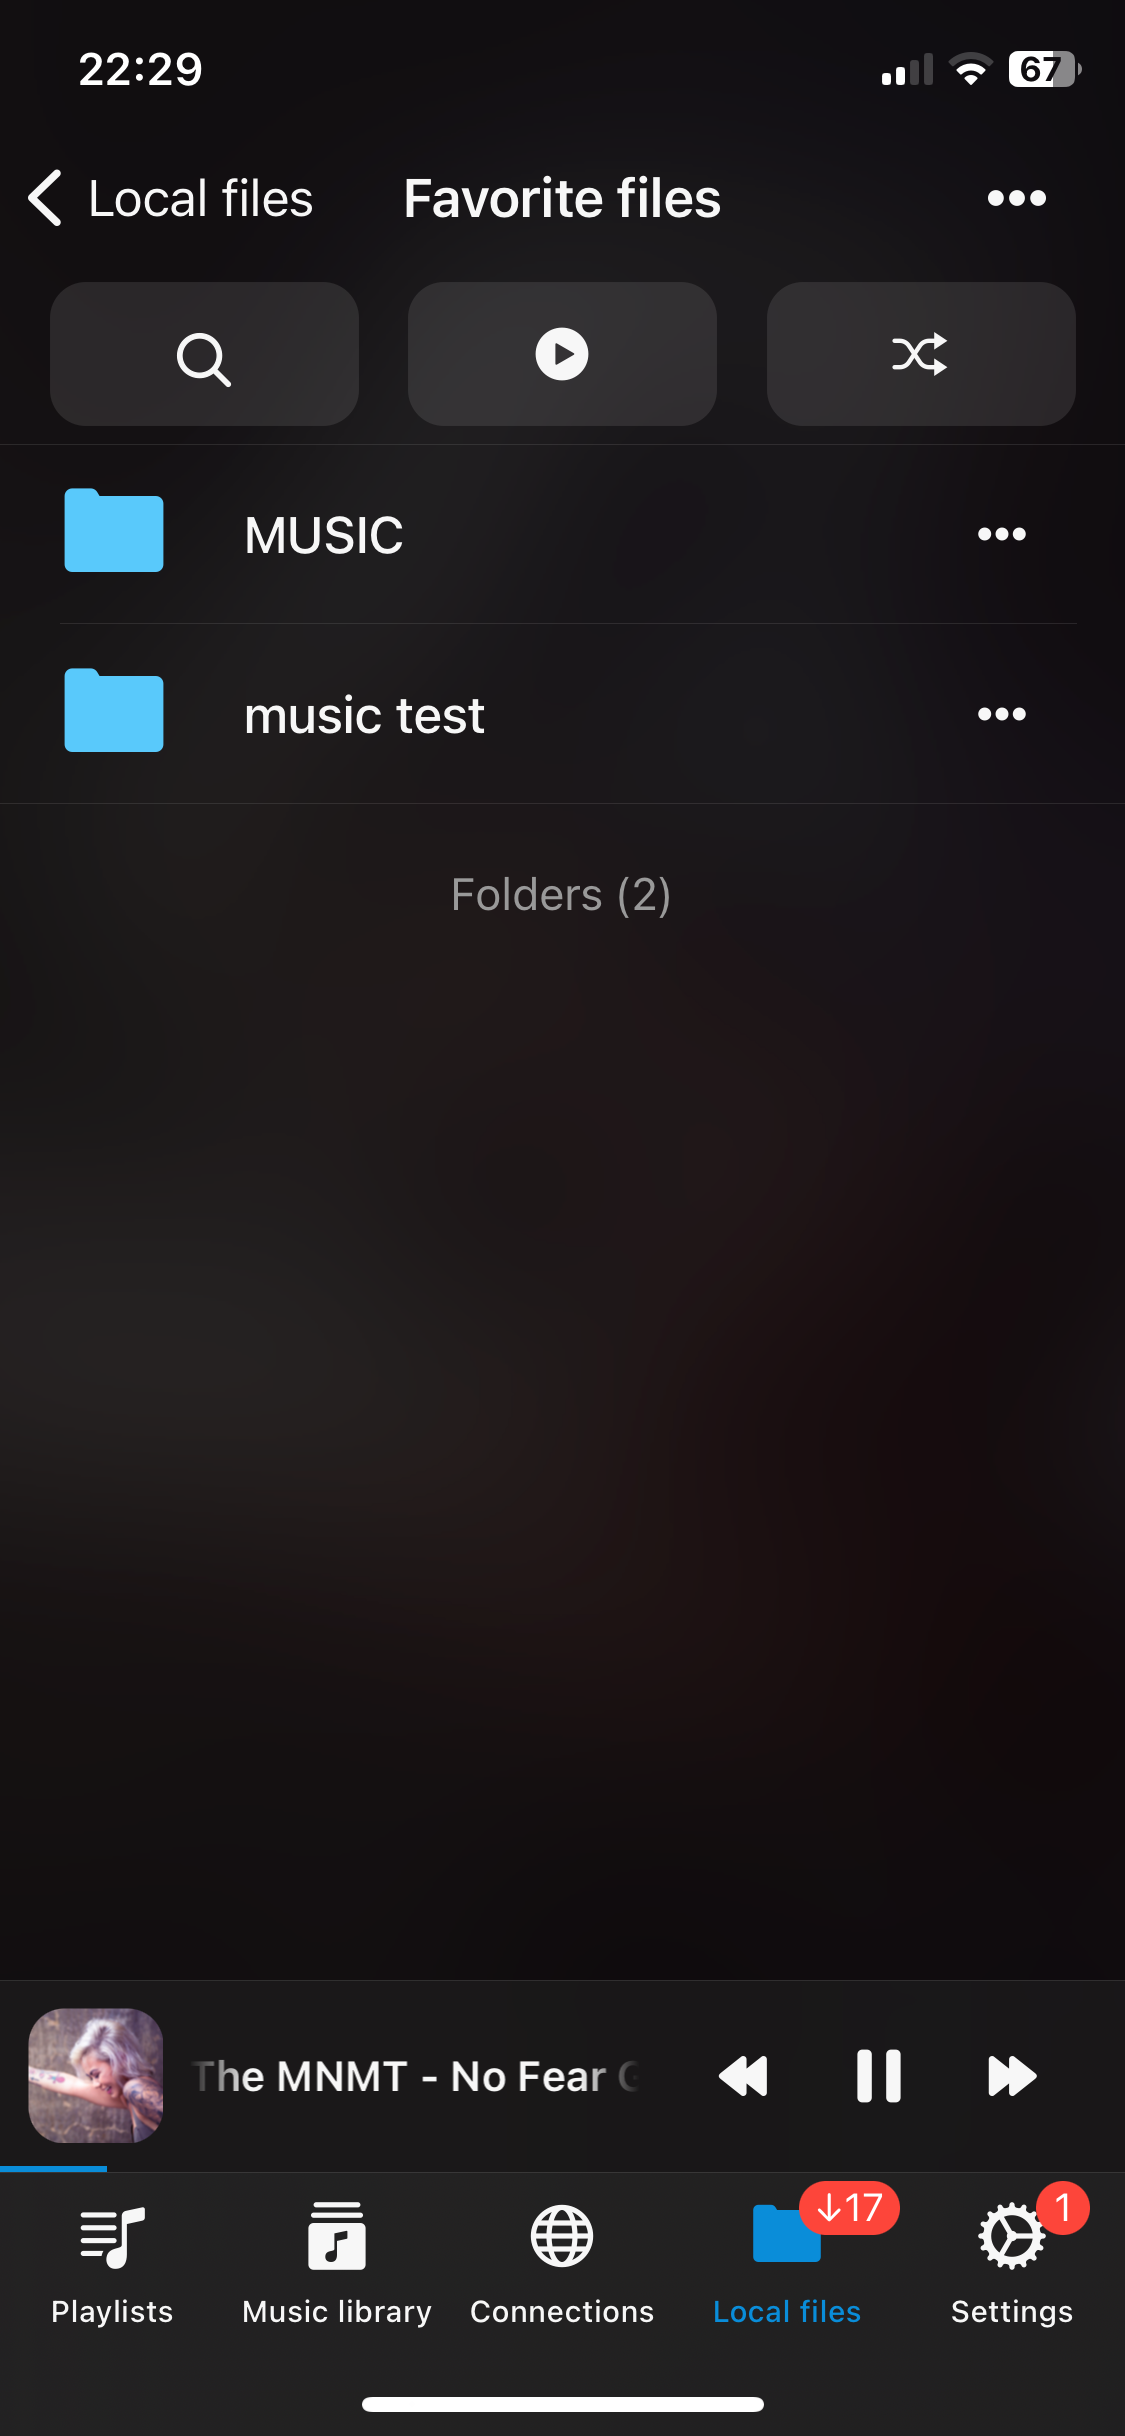 22:29
67
Local files
Favorite files
MUSIC
music test
Folders (2)
The MNMT - No Fear
↓17
1
Playlists
Music library
Connections
Local files
Settings